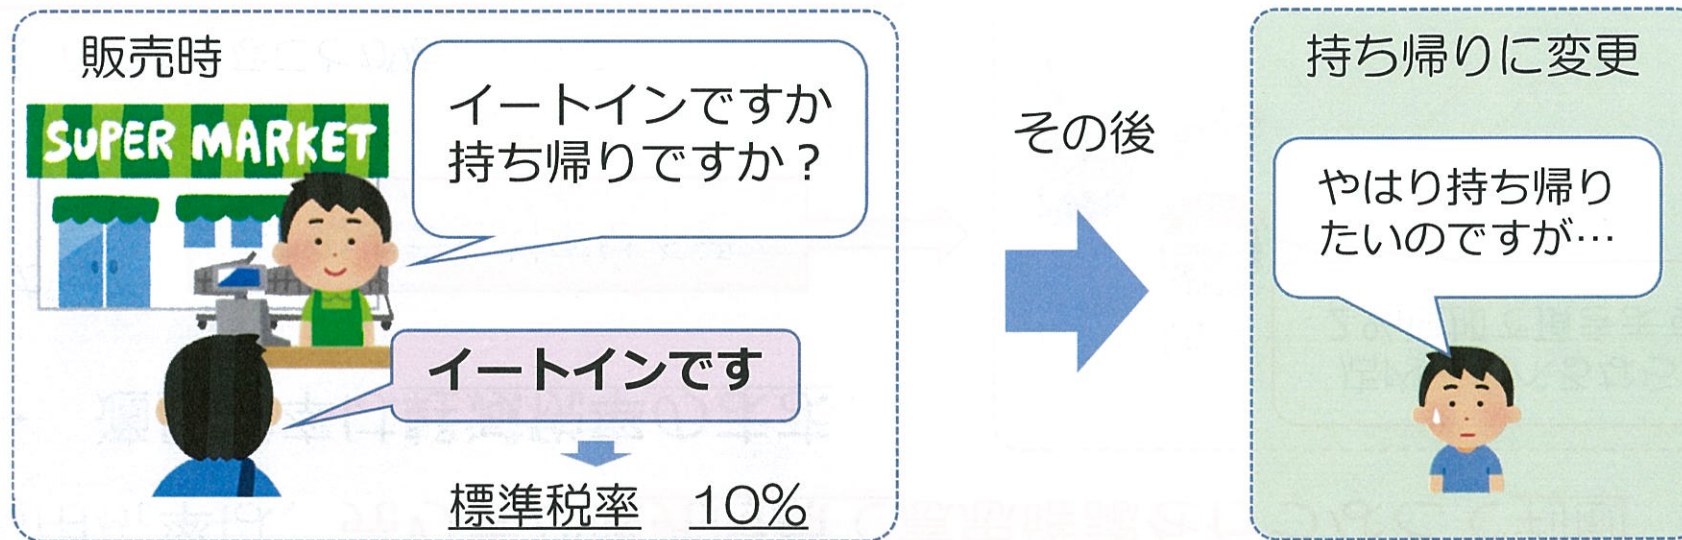 販売時
SUPER MARKET
イートインですか
持ち帰りですか？
イートインです
標準税率 10%
その後
持ち帰りに変更
やはり持ち帰り
たいのですが…